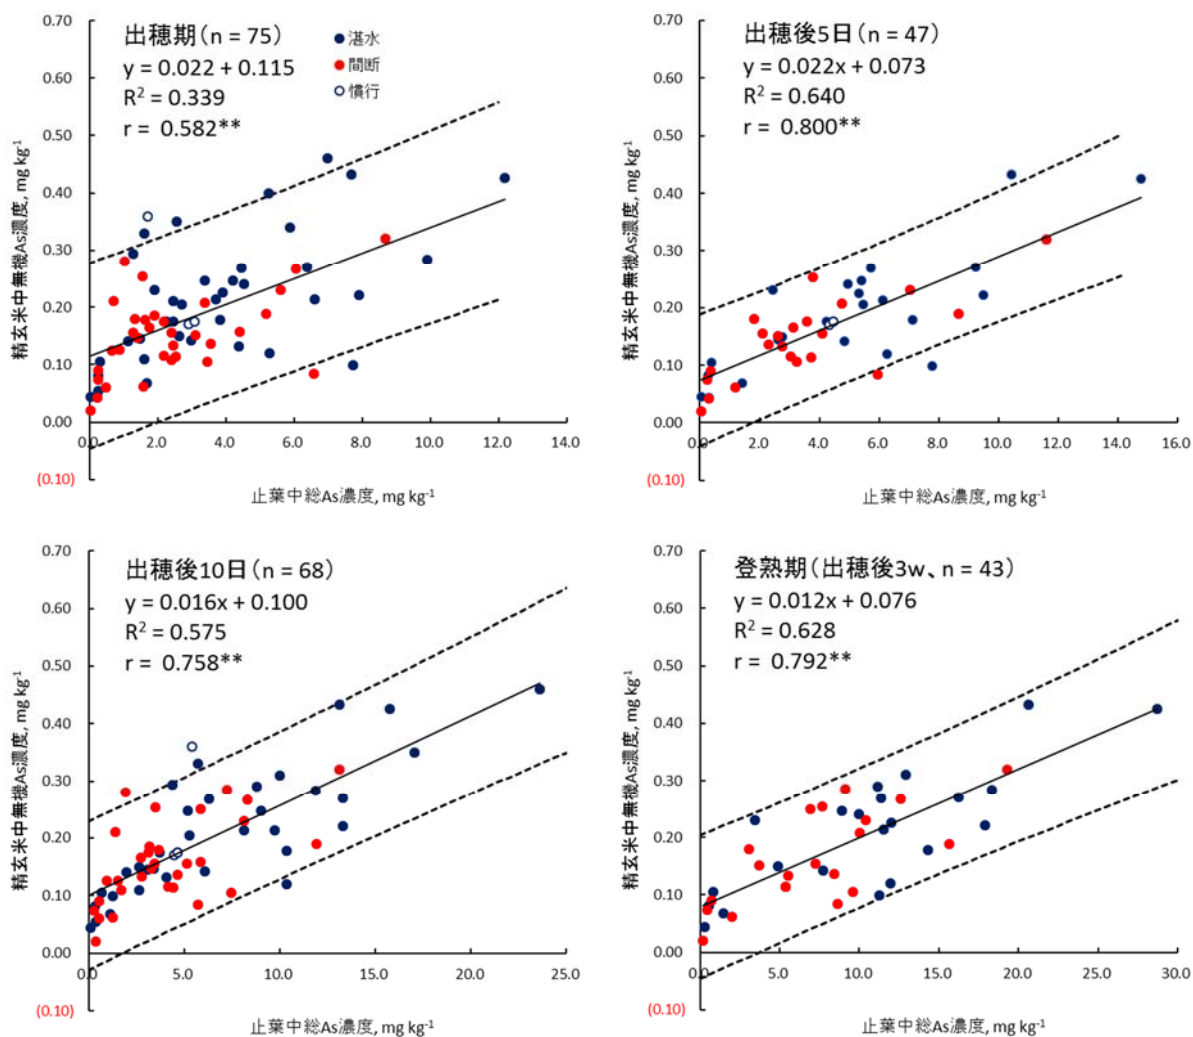 出穂期(n = 75)
y = 0.022 + 0.115
R² = 0.339
r = 0.582**
湛水
間断
慣行
精玄米中無機As濃度, mg kg⁻¹
0.70
0.60
0.50
0.40
0.30
0.20
0.10
0.00
(0.10)
0.0 2.0 4.0 6.0 8.0 10.0 12.0 14.0
止葉中総As濃度, mg kg⁻¹
出穂後5日(n = 47)
y = 0.022x + 0.073
R² = 0.640
r = 0.800**
精玄米中無機As濃度, mg kg⁻¹
0.70
0.60
0.50
0.40
0.30
0.20
0.10
0.00
(0.10)
0.0 2.0 4.0 6.0 8.0 10.0 12.0 14.0 16.0
止葉中総As濃度, mg kg⁻¹
出穂後10日(n = 68)
y = 0.016x + 0.100
R² = 0.575
r = 0.758**
精玄米中無機As濃度, mg kg⁻¹
0.70
0.60
0.50
0.40
0.30
0.20
0.10
0.00
(0.10)
0.0 5.0 10.0 15.0 20.0 25.0
止葉中総As濃度, mg kg⁻¹
登熟期(出穂後3w、n = 43)
y = 0.012x + 0.076
R² = 0.628
r = 0.792**
精玄米中無機As濃度, mg kg⁻¹
0.70
0.60
0.50
0.40
0.30
0.20
0.10
0.00
(0.10)
0.0 5.0 10.0 15.0 20.0 25.0 30.0
止葉中総As濃度, mg kg⁻¹